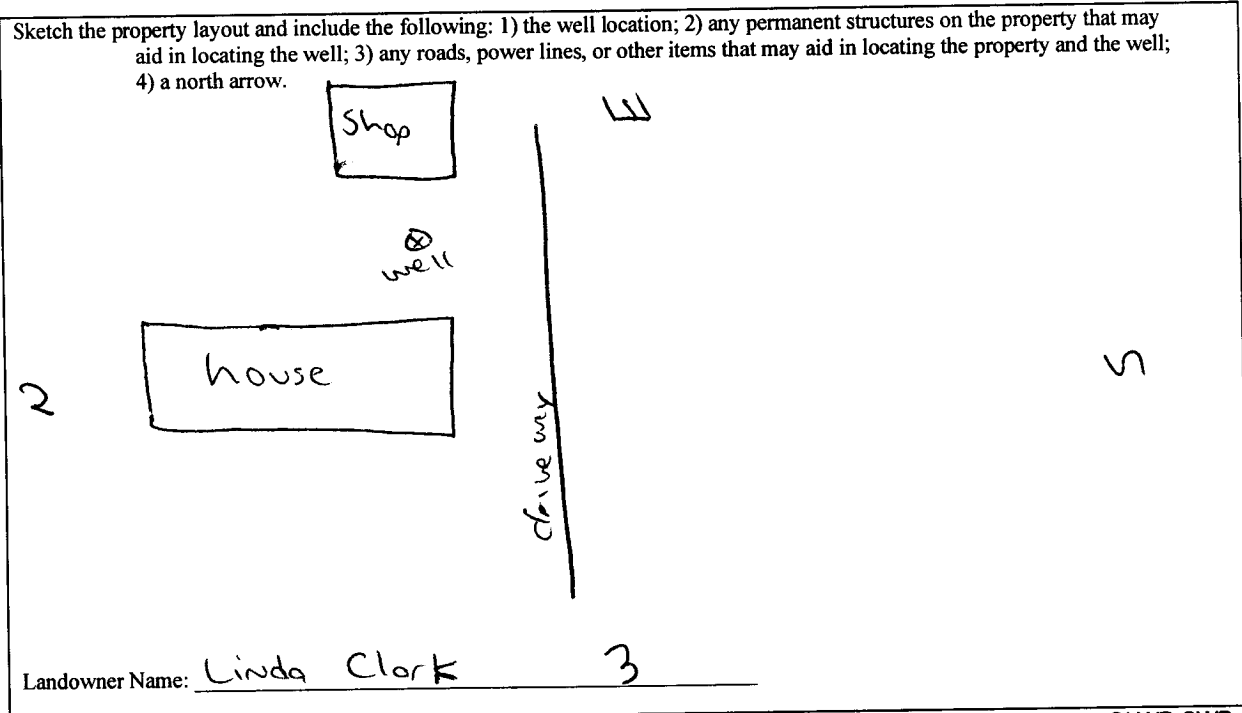 Sketch the property layout and include the following: 1) the well location; 2) any permanent structures on the property that may
aid in locating the well; 3) any roads, power lines, or other items that may aid in locating the property and the well;
4) a north arrow.
Shop
E
well
house
N
S
drive way
W
Landowner Name: Linda Clark